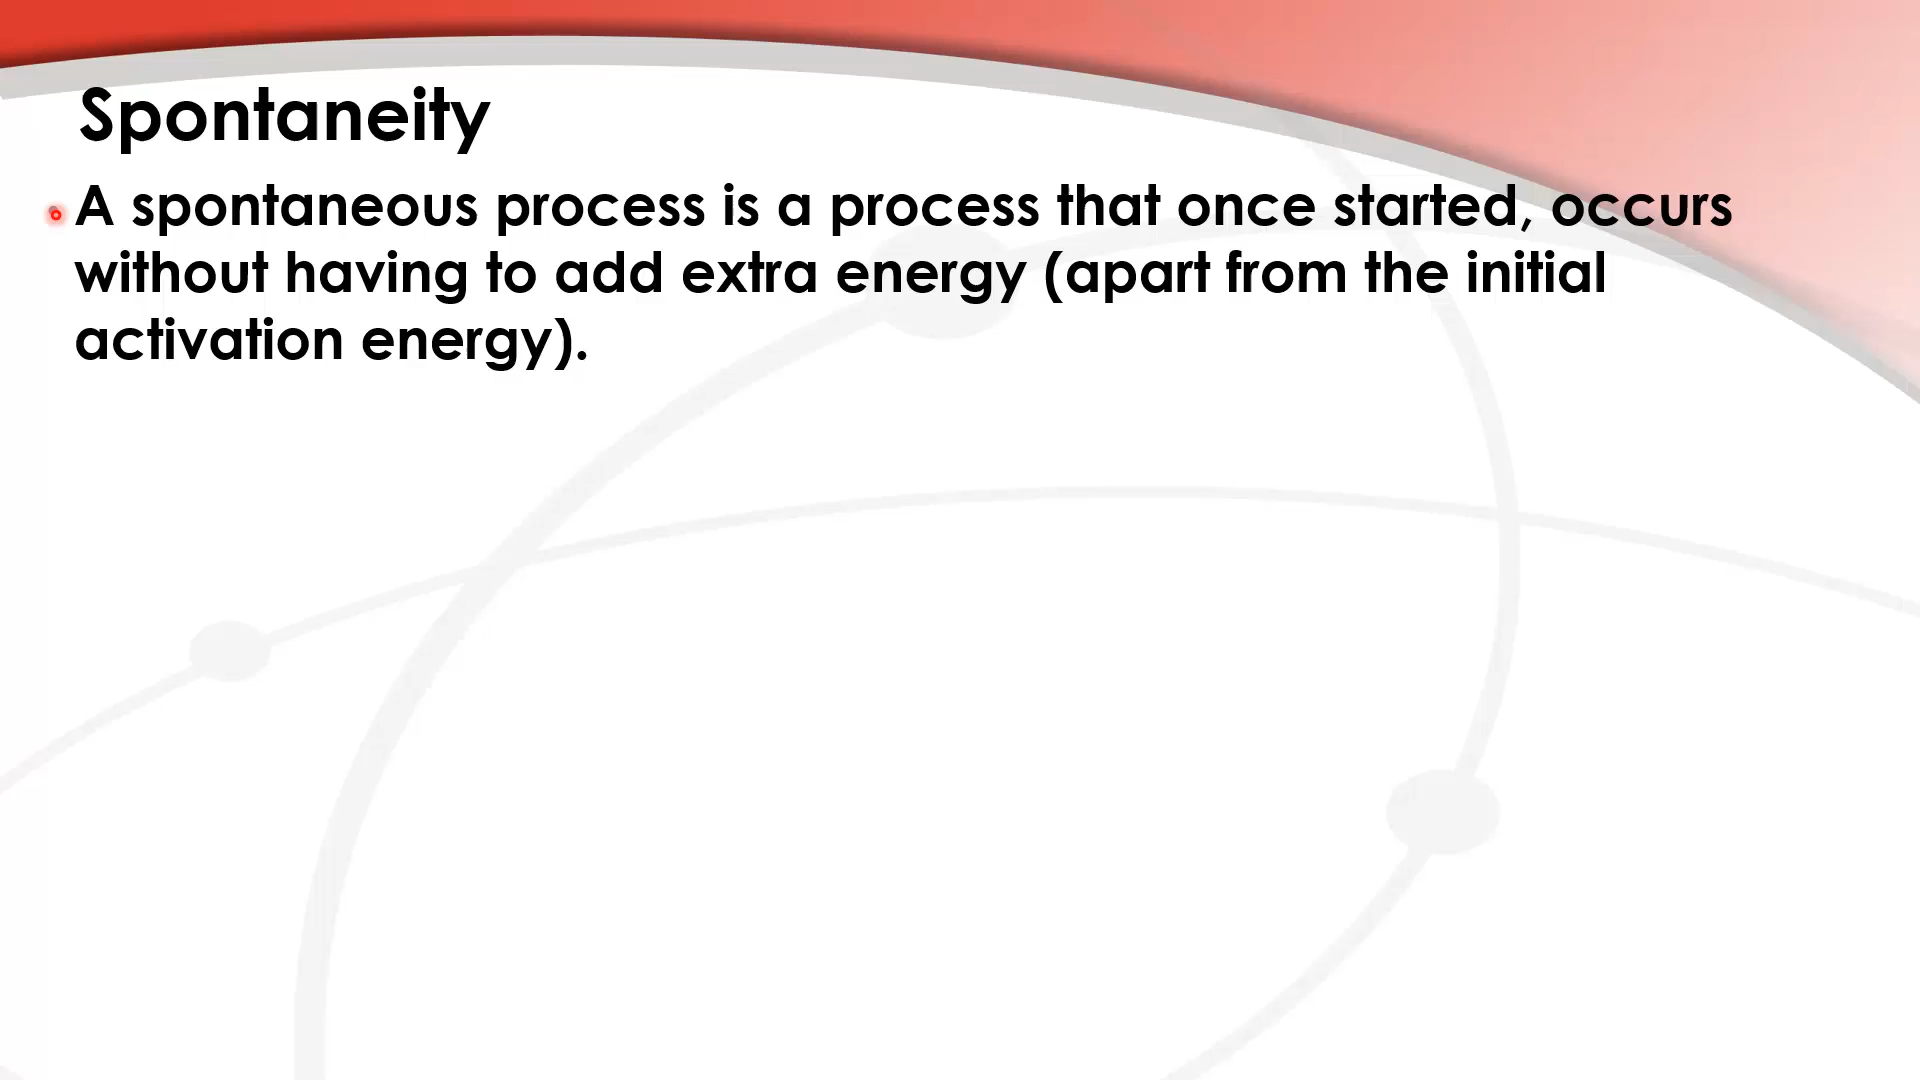 Spontaneity
A spontaneous process is a process that once started, occurs
without having to add extra energy (apart from the initial
activation energy).